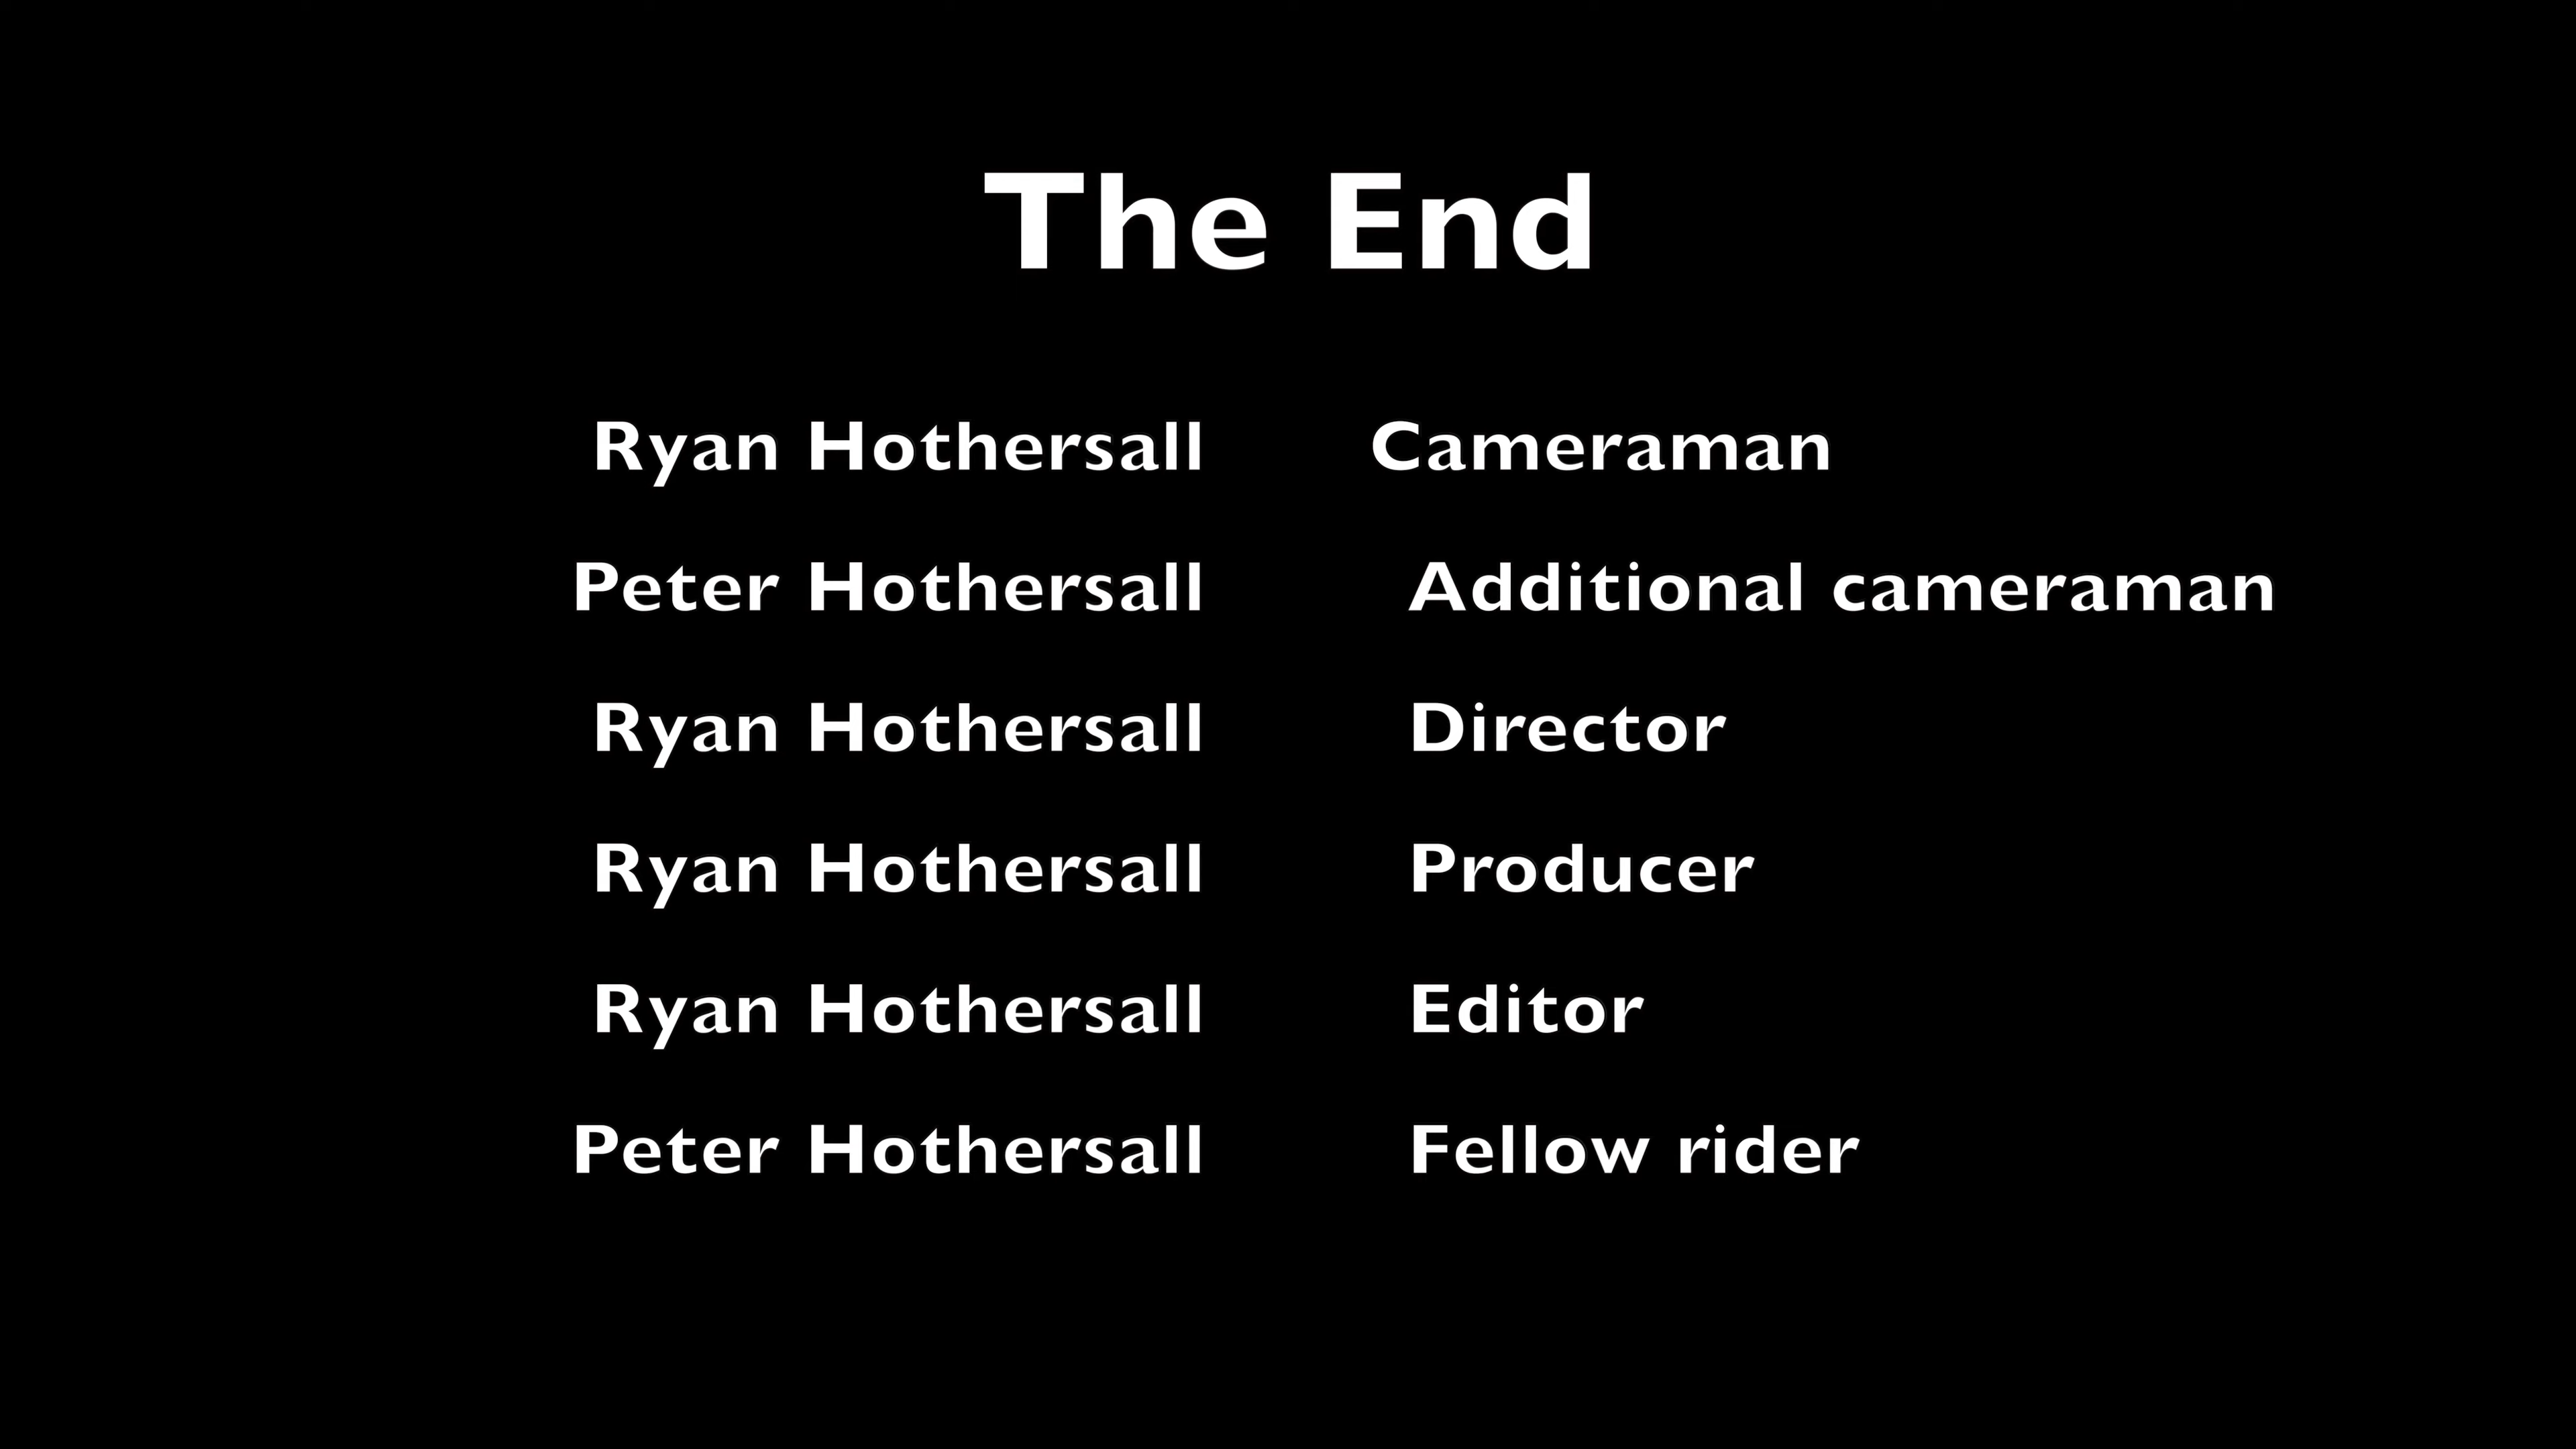 The End
Ryan Hothersall Cameraman
Peter Hothersall Additional cameraman
Ryan Hothersall Director
Ryan Hothersall Producer
Ryan Hothersall Editor
Peter Hothersall Fellow rider